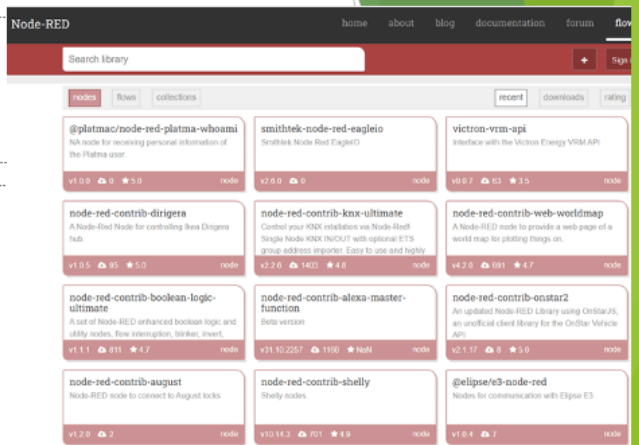 Node-RED
home about blog documentation forum flow
Search library
+ Sign
nodes flows collections
recent downloads rating
@platmac/node-red-platma-whoami
NA node for receiving personal information of
the Platma user.
v1.0.0 0 5.0 node
smithtek-node-red-eagleio
Smithtek Node Red EagleIO
v2.6.0 0 node
victron-vrm-api
Interface with the Victron Energy VRM API
v0.0.7 63 3.5 node
node-red-contrib-dirigera
A Node-Red Node for controlling Ikea Dirigera
hub.
v1.0.5 95 5.0 node
node-red-contrib-knx-ultimate
Control your KNX intallation via Node-Red!
Single Node KNX IN/OUT with optional ETS
group address importer. Easy to use and highly
v2.2.6 1403 4.8 node
node-red-contrib-web-worldmap
A Node-RED node to provide a web page of a
world map for plotting things on.
v4.2.0 691 4.7 node
node-red-contrib-boolean-logic-
ultimate
A set of Node-RED enhanced boolean logic and
utility nodes, flow interruption, blinker, invert,
v1.1.1 811 4.7 node
node-red-contrib-alexa-master-
function
Beta version
v31.10.2257 1160 NaN node
node-red-contrib-onstar2
An updated Node-RED Library using OnStarJS,
an unofficial client library for the OnStar Vehicle
API
v2.1.17 8 5.0 node
node-red-contrib-august
Node-RED node to connect to August locks
v1.2.0 2 node
node-red-contrib-shelly
Shelly nodes.
v10.14.3 701 4.9 node
@elipse/e3-node-red
Nodes for communication with Elipse E3
v1.0.4 7 node